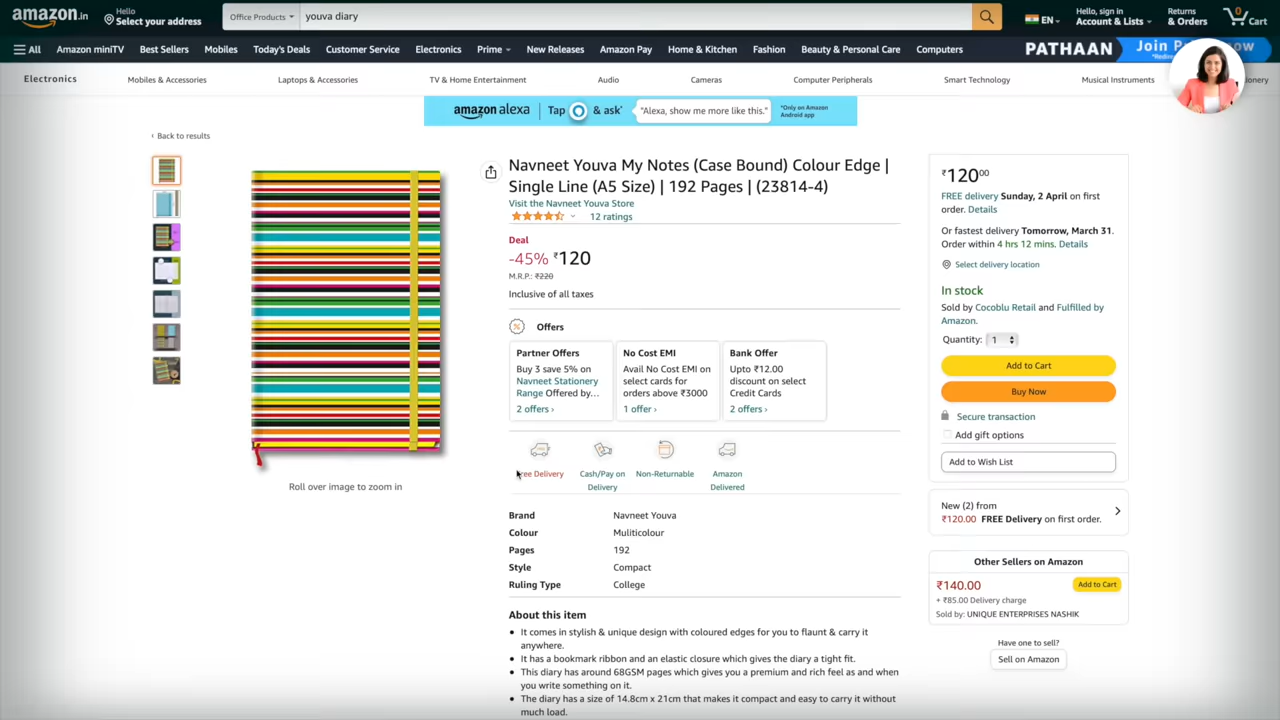 amazon.in
Hello
Select your address
Office Products
youva diary
EN
Hello, sign in
Account & Lists
Returns
& Orders
0
Cart
All
Amazon miniTV
Best Sellers
Mobiles
Today's Deals
Customer Service
Electronics
Prime
New Releases
Amazon Pay
Home & Kitchen
Fashion
Beauty & Personal Care
Computers
PATHAAN
Join
Electronics
Mobiles & Accessories
Laptops & Accessories
TV & Home Entertainment
Audio
Cameras
Computer Peripherals
Smart Technology
Musical Instruments
amazon alexa
Tap & ask*
"Alexa, show me more like this."
*Only on Amazon
Android app
‹ Back to results
Navneet Youva My Notes (Case Bound) Colour Edge |
Single Line (A5 Size) | 192 Pages | (23814-4)
Visit the Navneet Youva Store
12 ratings
Deal
-45% ₹120
M.R.P.: ₹220
Inclusive of all taxes
Offers
Partner Offers
Buy 3 save 5% on
Navneet Stationery
Range Offered by...
2 offers ›
No Cost EMI
Avail No Cost EMI on
select cards for
orders above ₹3000
1 offer ›
Bank Offer
Upto ₹12.00
discount on select
Credit Cards
2 offers ›
Free Delivery
Cash/Pay on
Delivery
Non-Returnable
Amazon
Delivered
Roll over image to zoom in
Brand Navneet Youva
Colour Muliticolour
Pages 192
Style Compact
Ruling Type College
About this item
• It comes in stylish & unique design with coloured edges for you to flaunt & carry it
anywhere.
• It has a bookmark ribbon and an elastic closure which gives the diary a tight fit.
• This diary has around 68GSM pages which gives you a premium and rich feel as and when
you write something on it.
• The diary has a size of 14.8cm x 21cm that makes it compact and easy to carry it without
much load.
₹12000
FREE delivery Sunday, 2 April on first
order. Details
Or fastest delivery Tomorrow, March 31.
Order within 4 hrs 12 mins. Details
Select delivery location
In stock
Sold by Cocoblu Retail and Fulfilled by
Amazon.
Quantity: 1
Add to Cart
Buy Now
Secure transaction
Add gift options
Add to Wish List
New (2) from
₹120.00 FREE Delivery on first order.
Other Sellers on Amazon
₹140.00
Add to Cart
+ ₹85.00 Delivery charge
Sold by: UNIQUE ENTERPRISES NASHIK
Have one to sell?
Sell on Amazon